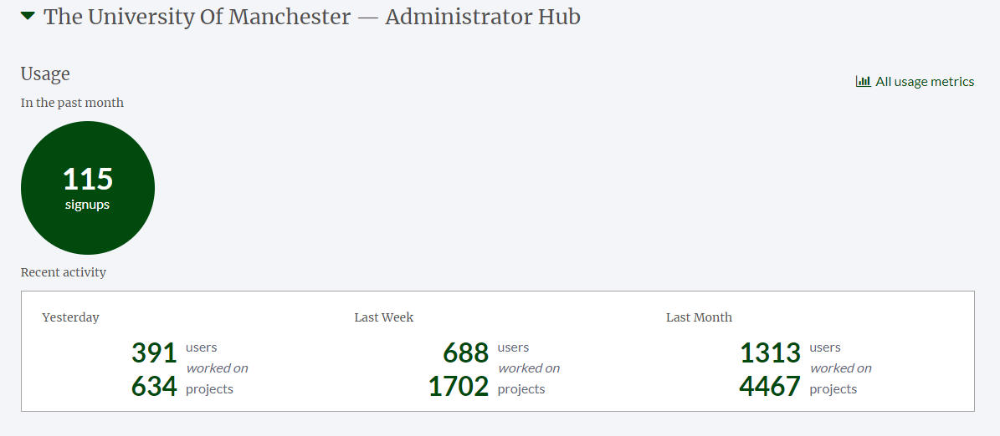 The University Of Manchester — Administrator Hub
Usage
All usage metrics
In the past month
115
signups
Recent activity
Yesterday
391 users
worked on
634 projects
Last Week
688 users
worked on
1702 projects
Last Month
1313 users
worked on
4467 projects